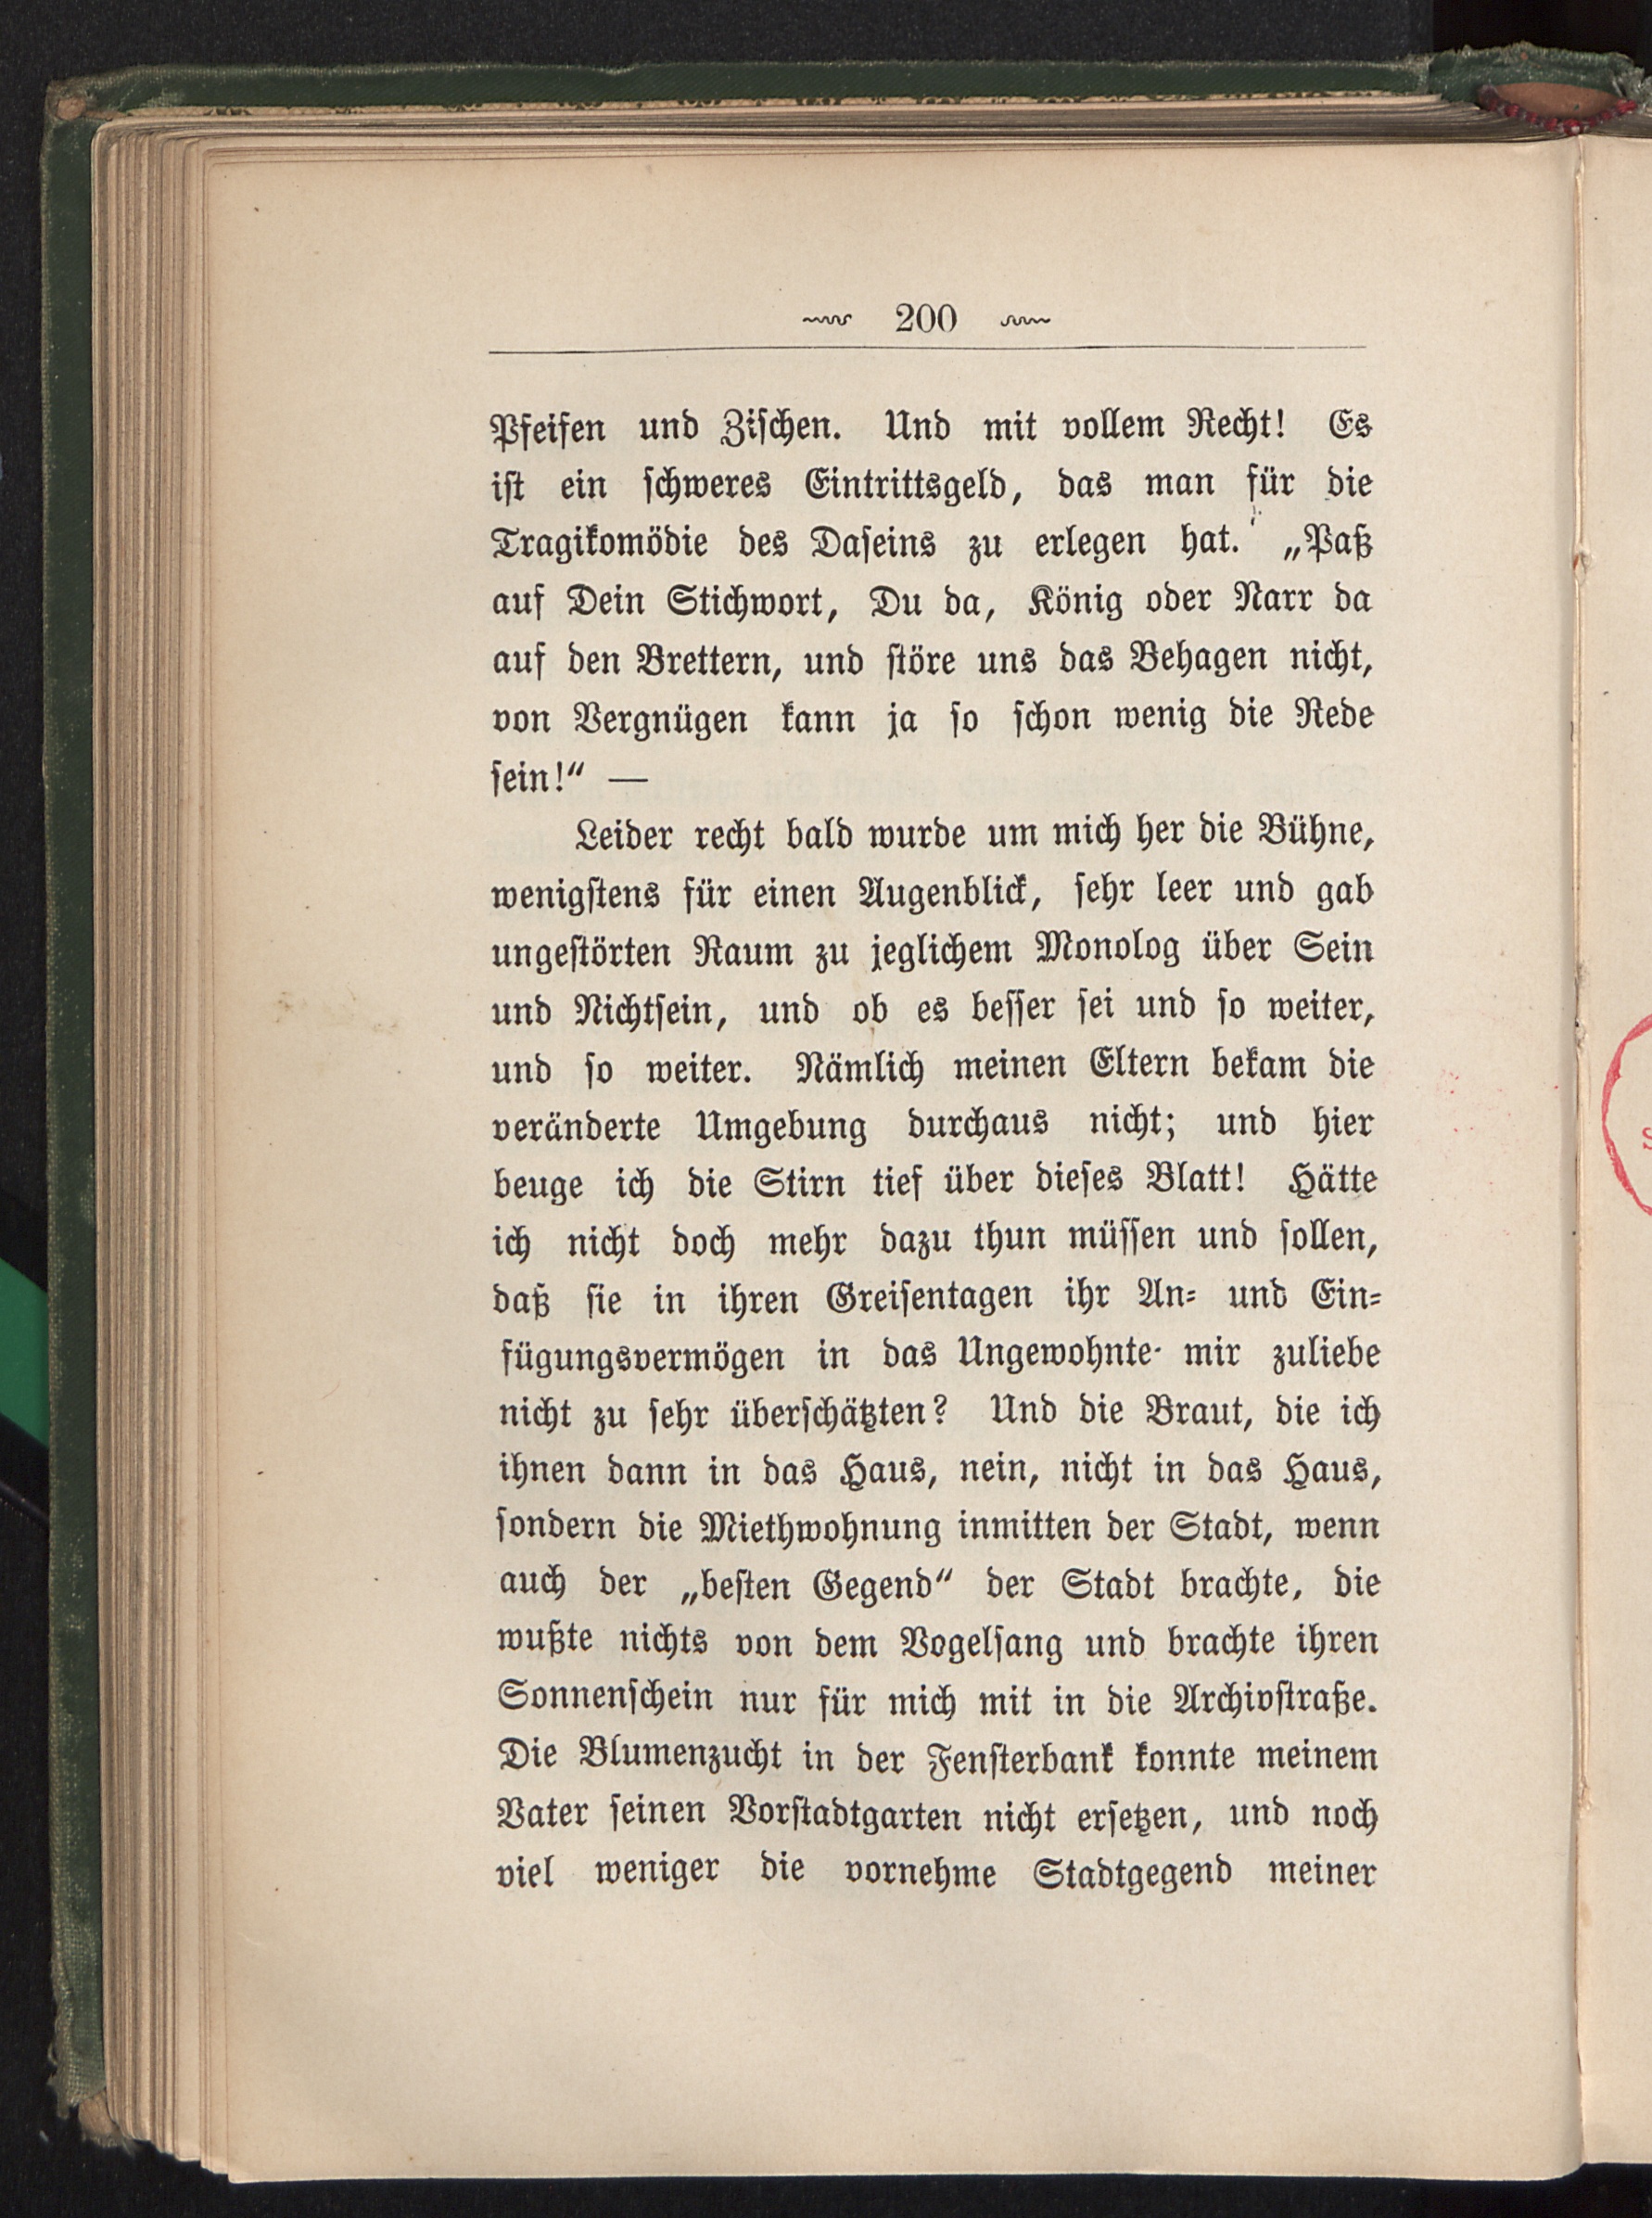 200
Pfeifen und Zischen. Und mit vollem Recht! Es
ist ein schweres Eintrittsgeld, das man für die
Tragikomödie des Daseins zu erlegen hat. „Paß
auf Dein Stichwort, Du da, König oder Narr da
auf den Brettern, und störe uns das Behagen nicht,
von Vergnügen kann ja so schon wenig die Rede
sein!“ —
Leider recht bald wurde um mich her die Bühne,
wenigstens für einen Augenblick, sehr leer und gab
ungestörten Raum zu jeglichem Monolog über Sein
und Nichtsein, und ob es besser sei und so weiter,
und so weiter. Nämlich meinen Eltern bekam die
veränderte Umgebung durchaus nicht; und hier
beuge ich die Stirn tief über dieses Blatt! Hätte
ich nicht doch mehr dazu thun müssen und sollen,
daß sie in ihren Greisentagen ihr An- und Ein-
fügungsvermögen in das Ungewohnte mir zuliebe
nicht zu sehr überschätzten? Und die Braut, die ich
ihnen dann in das Haus, nein, nicht in das Haus,
sondern die Miethwohnung inmitten der Stadt, wenn
auch der „besten Gegend“ der Stadt brachte, die
wußte nichts von dem Vogelsang und brachte ihren
Sonnenschein nur für mich mit in die Archivstraße.
Die Blumenzucht in der Fensterbank konnte meinem
Vater seinen Vorstadtgarten nicht ersetzen, und noch
viel weniger die vornehme Stadtgegend meiner